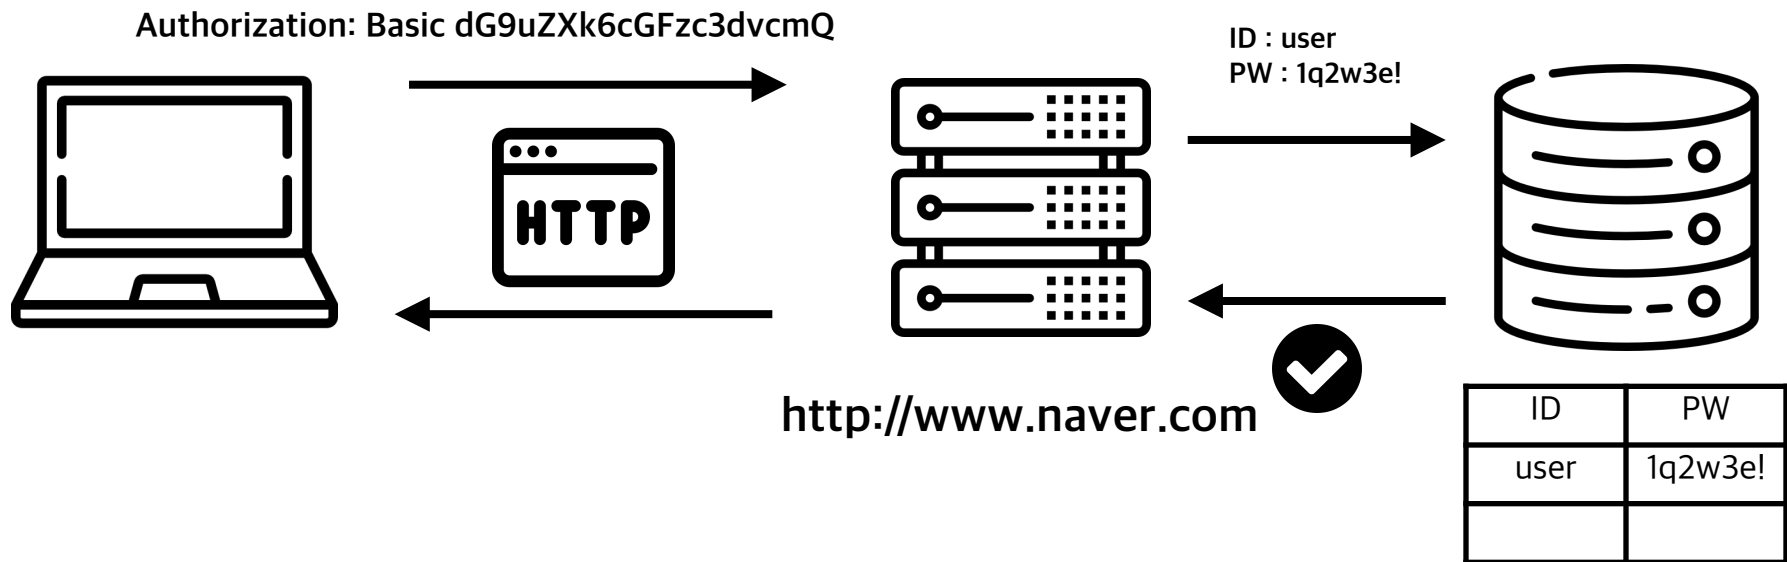 Authorization: Basic dG9uZXk6cGFzc3dvcmQ
ID : user
PW : 1q2w3e!
HTTP
http://www.naver.com
ID PW
user 1q2w3e!